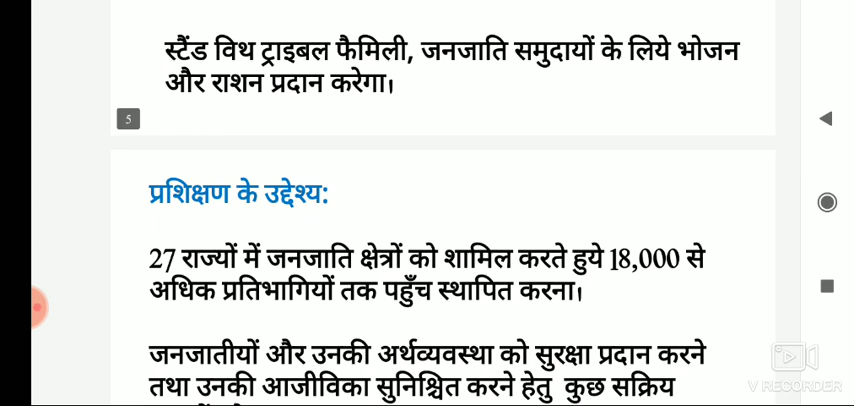 स्टैंड विथ ट्राइबल फैमिली, जनजाति समुदायों के लिये भोजन
और राशन प्रदान करेगा।
5
प्रशिक्षण के उद्देश्य:
27 राज्यों में जनजाति क्षेत्रों को शामिल करते हुये 18,000 से
अधिक प्रतिभागियों तक पहुँच स्थापित करना।
जनजातीयों और उनकी अर्थव्यवस्था को सुरक्षा प्रदान करने
तथा उनकी आजीविका सुनिश्चित करने हेतु कुछ सक्रिय
V RECORDER